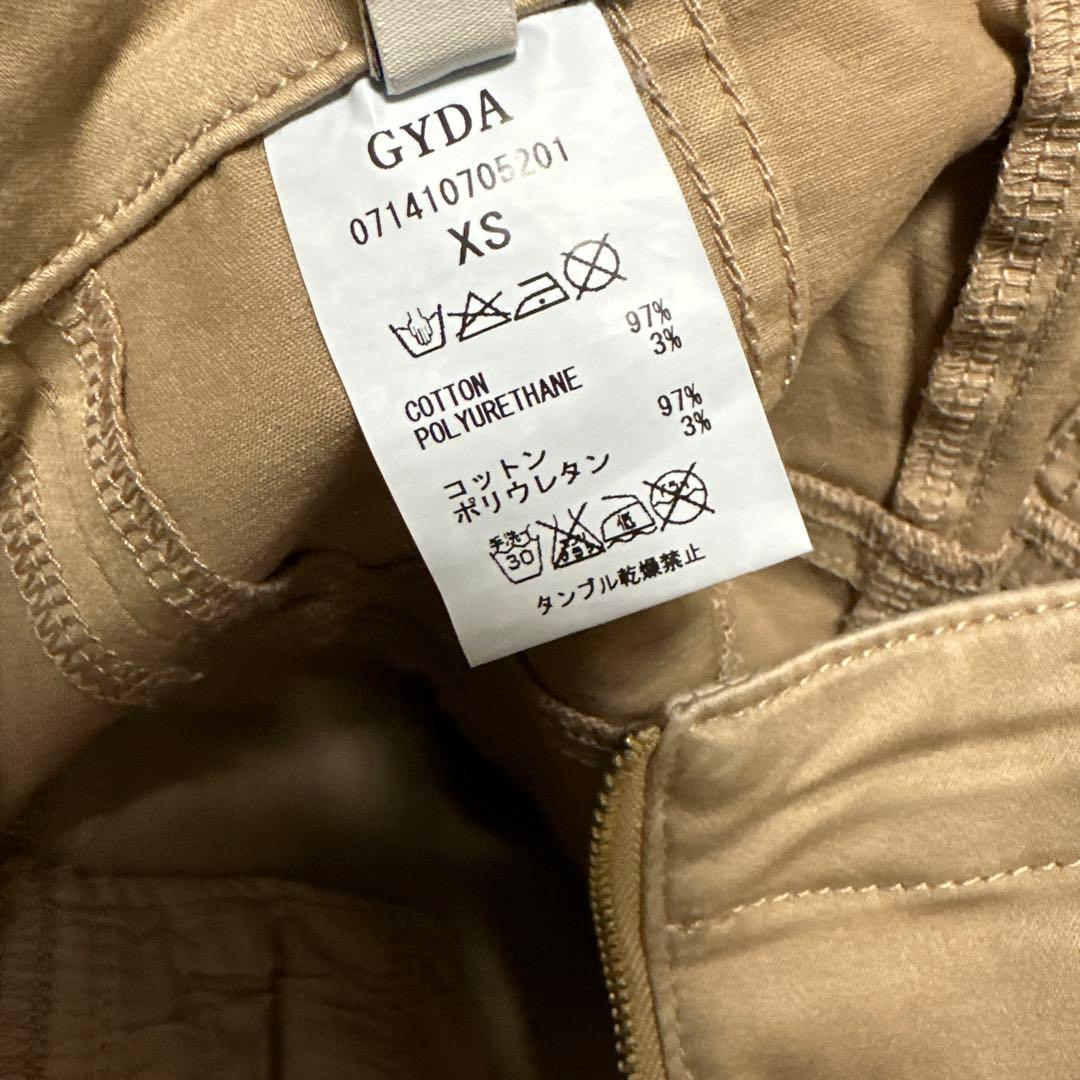 GYDA
071410705201
XS
COTTON 97%
POLYURETHANE 3%
コットン 97%
ポリウレタン 3%
手洗イ
30
低
タンブル乾燥禁止